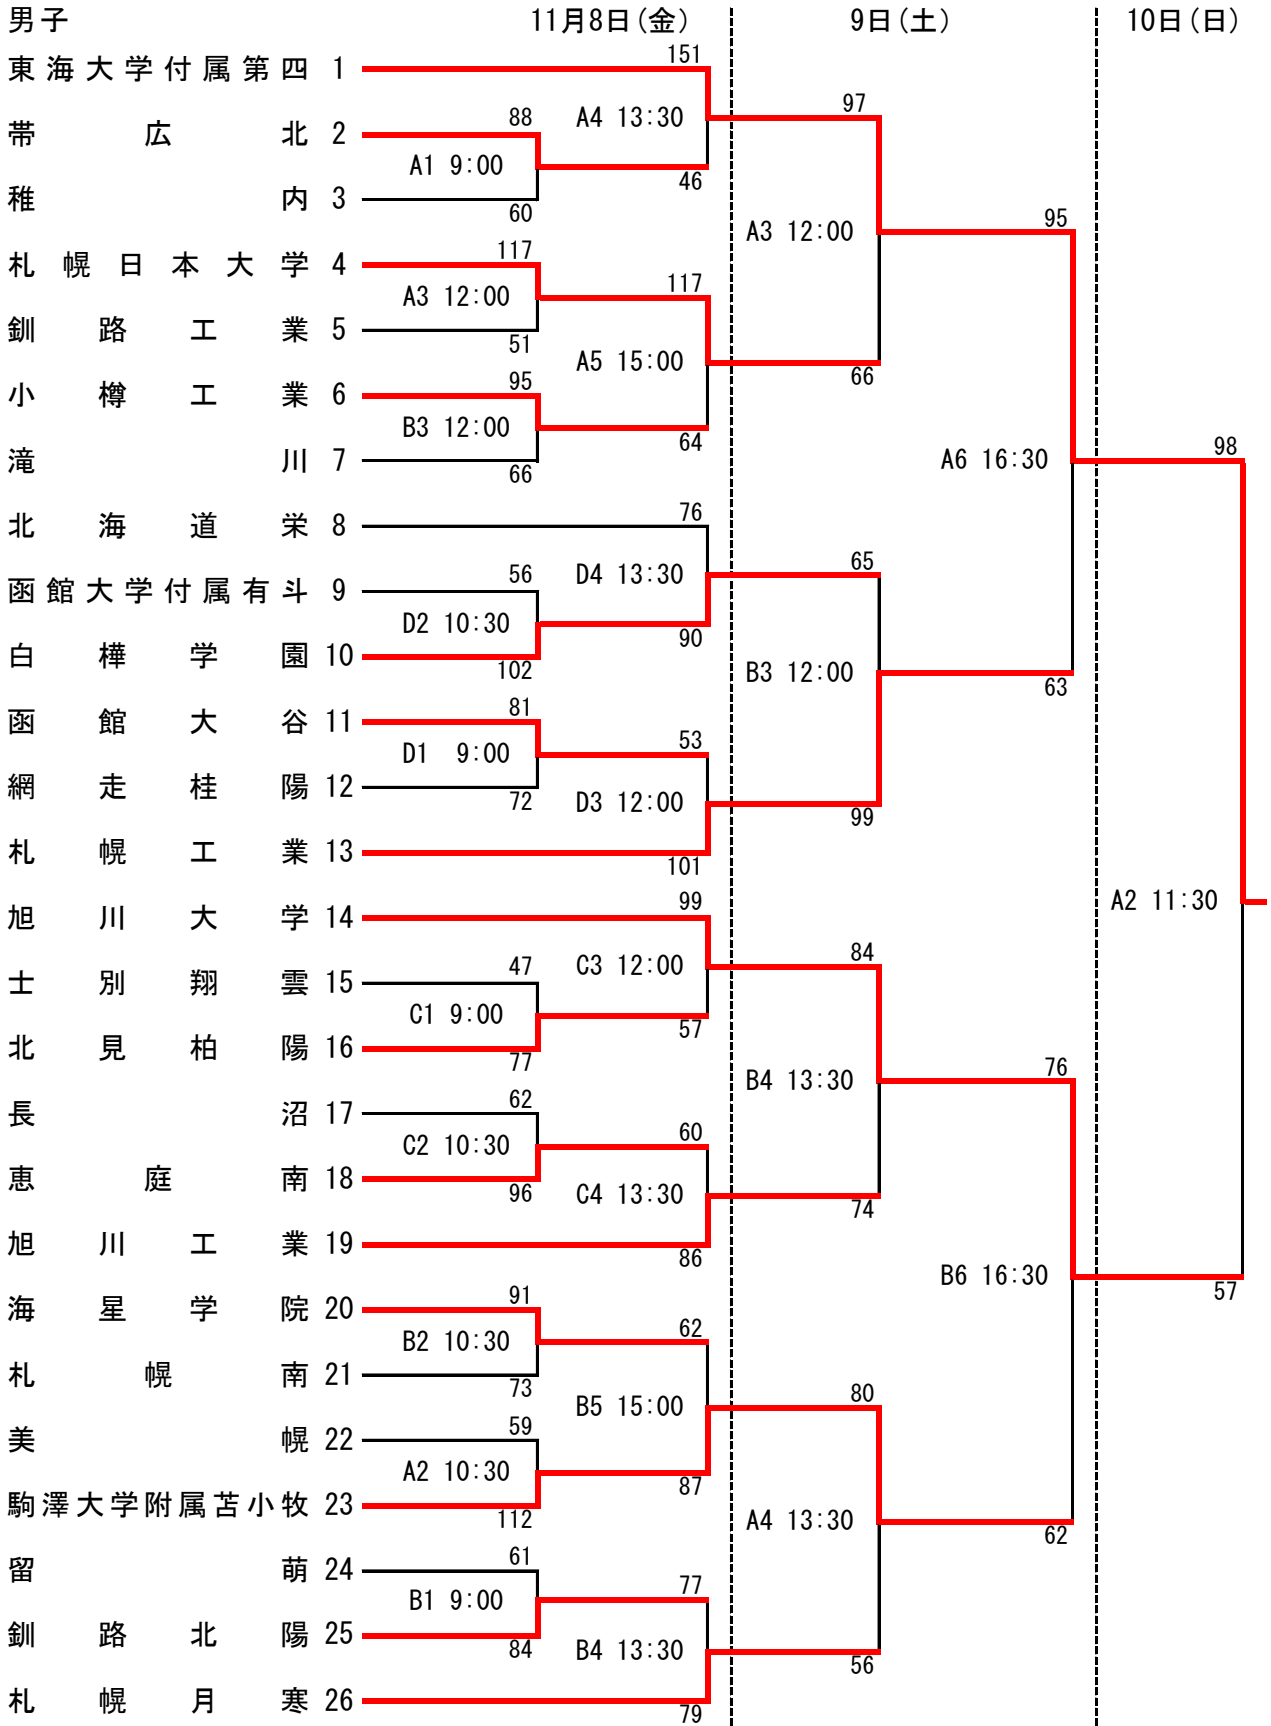 男子 11月8日(金) 9日(土) 10日(日)
151
東海大学付属第四 1
97
88 A4 13:30
帯広北 2
A1 9:00
46
稚内 3
60
95
A3 12:00
117
札幌日本大学 4
117
A3 12:00
釧路工業 5
51
A5 15:00
66
95
小樽工業 6
B3 12:00
64
98
滝川 7
66
A6 16:30
76
北海道栄 8
65
56 D4 13:30
函館大学付属有斗 9
D2 10:30
90
白樺学園 10
102
B3 12:00
63
81
函館大谷 11
53
D1 9:00
網走桂陽 12
72 D3 12:00
99
札幌工業 13
101
99
A2 11:30
旭川大学 14
84
47 C3 12:00
士別翔雲 15
C1 9:00
57
北見柏陽 16
77
76
B4 13:30
62
長沼 17
60
C2 10:30
恵庭南 18
96 C4 13:30
74
旭川工業 19
86
B6 16:30
57
91
海星学院 20
62
B2 10:30
札幌南 21
73
80
B5 15:00
59
美幌 22
A2 10:30
87
駒澤大学附属苫小牧 23
112
A4 13:30
62
61
留萌 24
77
B1 9:00
釧路北陽 25
84 B4 13:30
56
札幌月寒 26
79